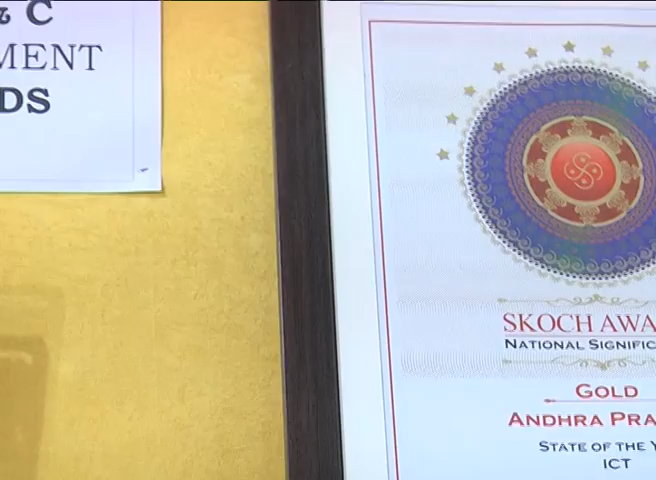 & C
MENT
DS
SKOCH AWA
NATIONAL SIGNIFIC
GOLD
ANDHRA PRA
STATE OF THE Y
ICT